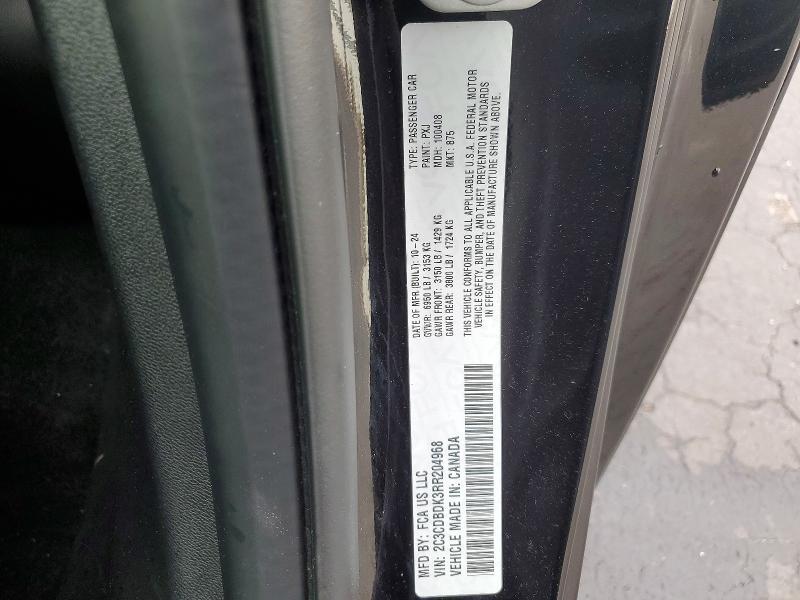 MFD BY: FCA US LLC
VIN: 2C3CDBDK3RR204968
VEHICLE MADE IN: CANADA
DATE OF MFR (BUILT): 10-24
GVWR: 6950 LB / 3153 KG
GAWR FRONT: 3150 LB / 1429 KG
GAWR REAR: 3800 LB / 1724 KG
TYPE: PASSENGER CAR
PAINT: PXJ
MDH: 100408
MKT: 875
THIS VEHICLE CONFORMS TO ALL APPLICABLE U.S.A. FEDERAL MOTOR
VEHICLE SAFETY, BUMPER, AND THEFT PREVENTION STANDARDS
IN EFFECT ON THE DATE OF MANUFACTURE SHOWN ABOVE.